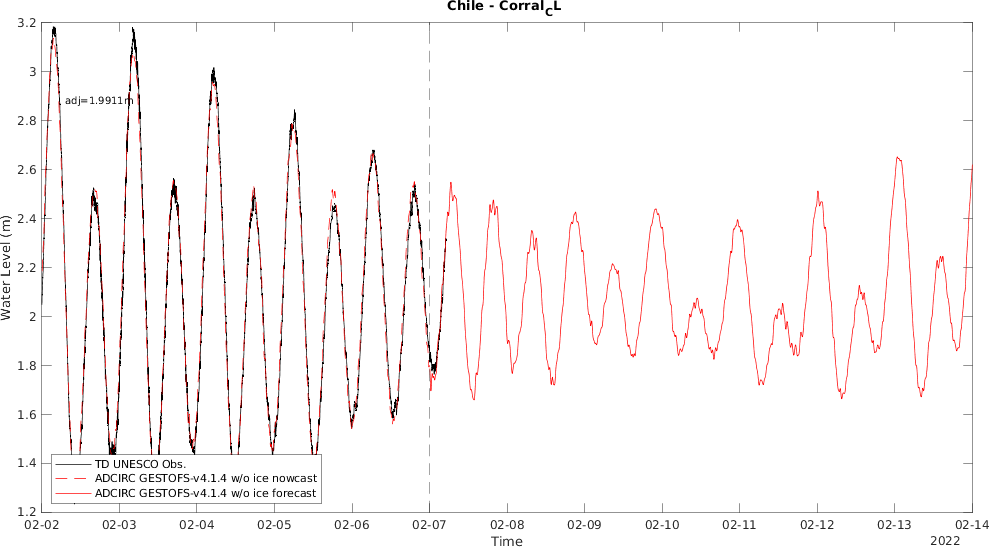 Chile - Corral_CL
3.2
3
2.8
2.6
2.4
2.2
2
1.8
1.6
1.4
1.2
Water Level (m)
adj=1.9911m
TD UNESCO Obs.
ADCIRC GESTOFS-v4.1.4 w/o ice nowcast
ADCIRC GESTOFS-v4.1.4 w/o ice forecast
02-02 02-03 02-04 02-05 02-06 02-07 02-08 02-09 02-10 02-11 02-12 02-13 02-14
Time
2022